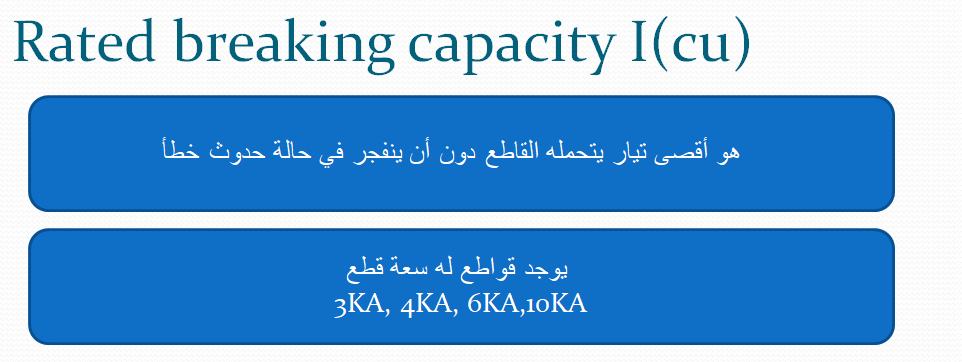 Rated breaking capacity I(cu)
هو أقصى تيار يتحمله القاطع دون أن ينفجر في حالة حدوث خطأ
يوجد قواطع له سعة قطع
3KA, 4KA, 6KA,10KA